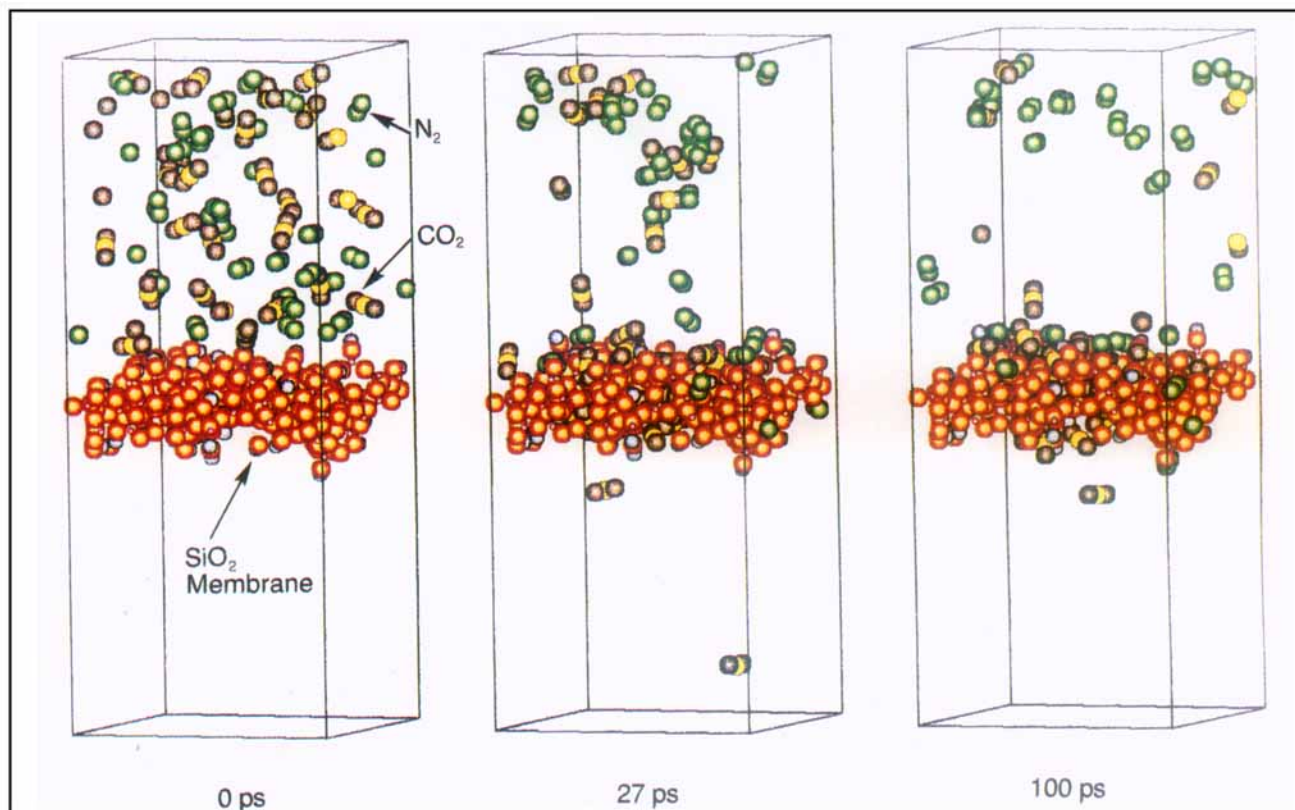 N₂
CO₂
SiO₂
Membrane
0 ps
27 ps
100 ps